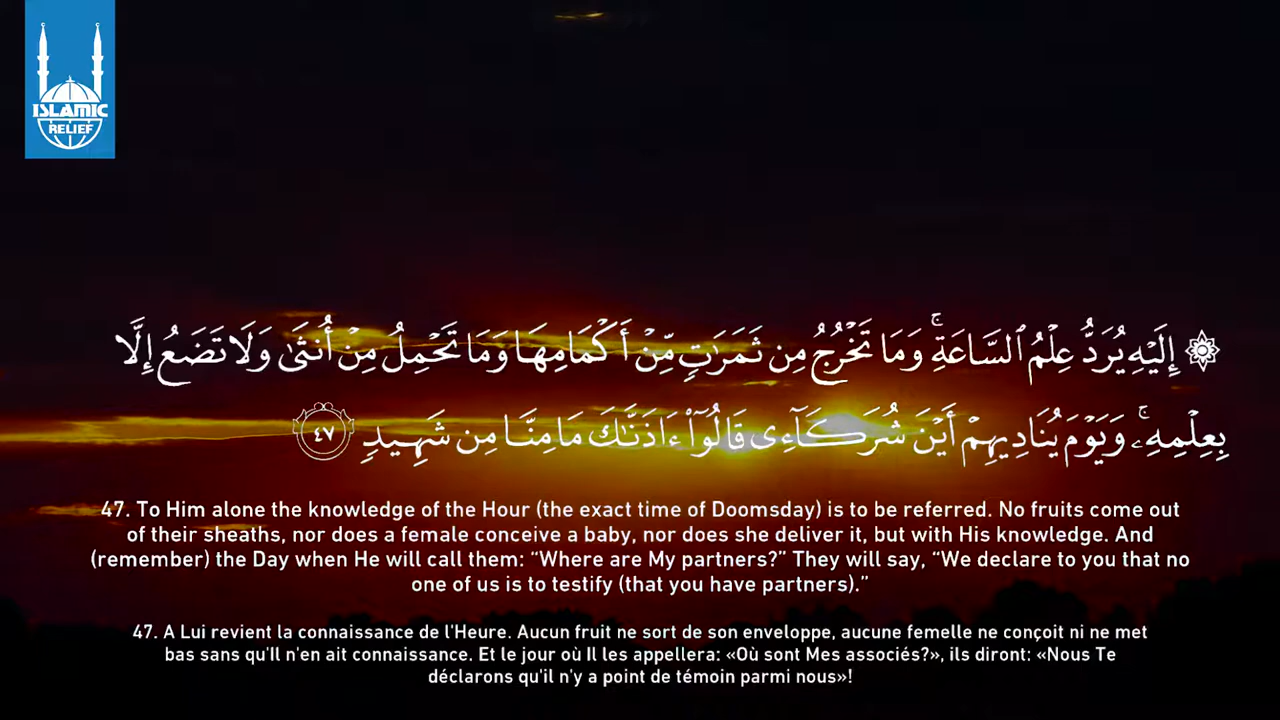 ISLAMIC
RELIEF
۞ إِلَيْهِ يُرَدُّ عِلْمُ ٱلسَّاعَةِ ۚ وَمَا تَخْرُجُ مِن ثَمَرَٰتٍ مِّنْ أَكْمَامِهَا وَمَا تَحْمِلُ مِنْ أُنثَىٰ وَلَا تَضَعُ إِلَّا
بِعِلْمِهِۦ ۚ وَيَوْمَ يُنَادِيهِمْ أَيْنَ شُرَكَآءِى قَالُوٓا۟ ءَاذَنَّٰكَ مَا مِنَّا مِن شَهِيدٍ ٤٧
47. To Him alone the knowledge of the Hour (the exact time of Doomsday) is to be referred. No fruits come out
of their sheaths, nor does a female conceive a baby, nor does she deliver it, but with His knowledge. And
(remember) the Day when He will call them: “Where are My partners?” They will say, “We declare to you that no
one of us is to testify (that you have partners).”
47. A Lui revient la connaissance de l'Heure. Aucun fruit ne sort de son enveloppe, aucune femelle ne conçoit ni ne met
bas sans qu'Il n'en ait connaissance. Et le jour où Il les appellera: «Où sont Mes associés?», ils diront: «Nous Te
déclarons qu'il n'y a point de témoin parmi nous»!